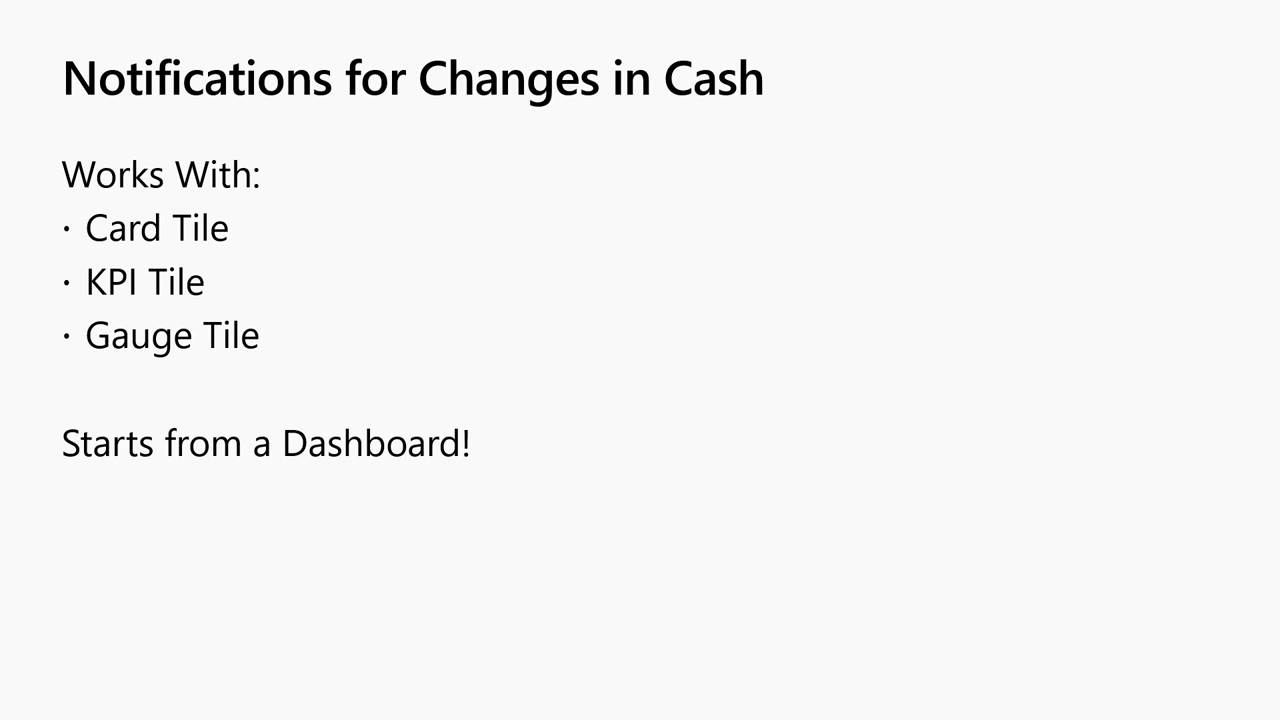 Notifications for Changes in Cash
Works With:
· Card Tile
· KPI Tile
· Gauge Tile
Starts from a Dashboard!